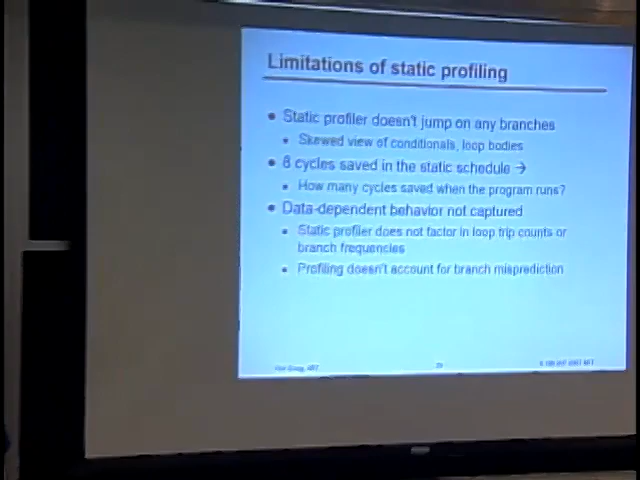 Limitations of static profiling
● Static profiler doesn't jump on any branches
● Skewed view of conditionals, loop bodies
● 8 cycles saved in the static schedule →
● How many cycles saved when the program runs?
● Data-dependent behavior not captured
● Static profiler does not factor in loop trip counts or
branch frequencies
● Profiling doesn't account for branch misprediction
MIT